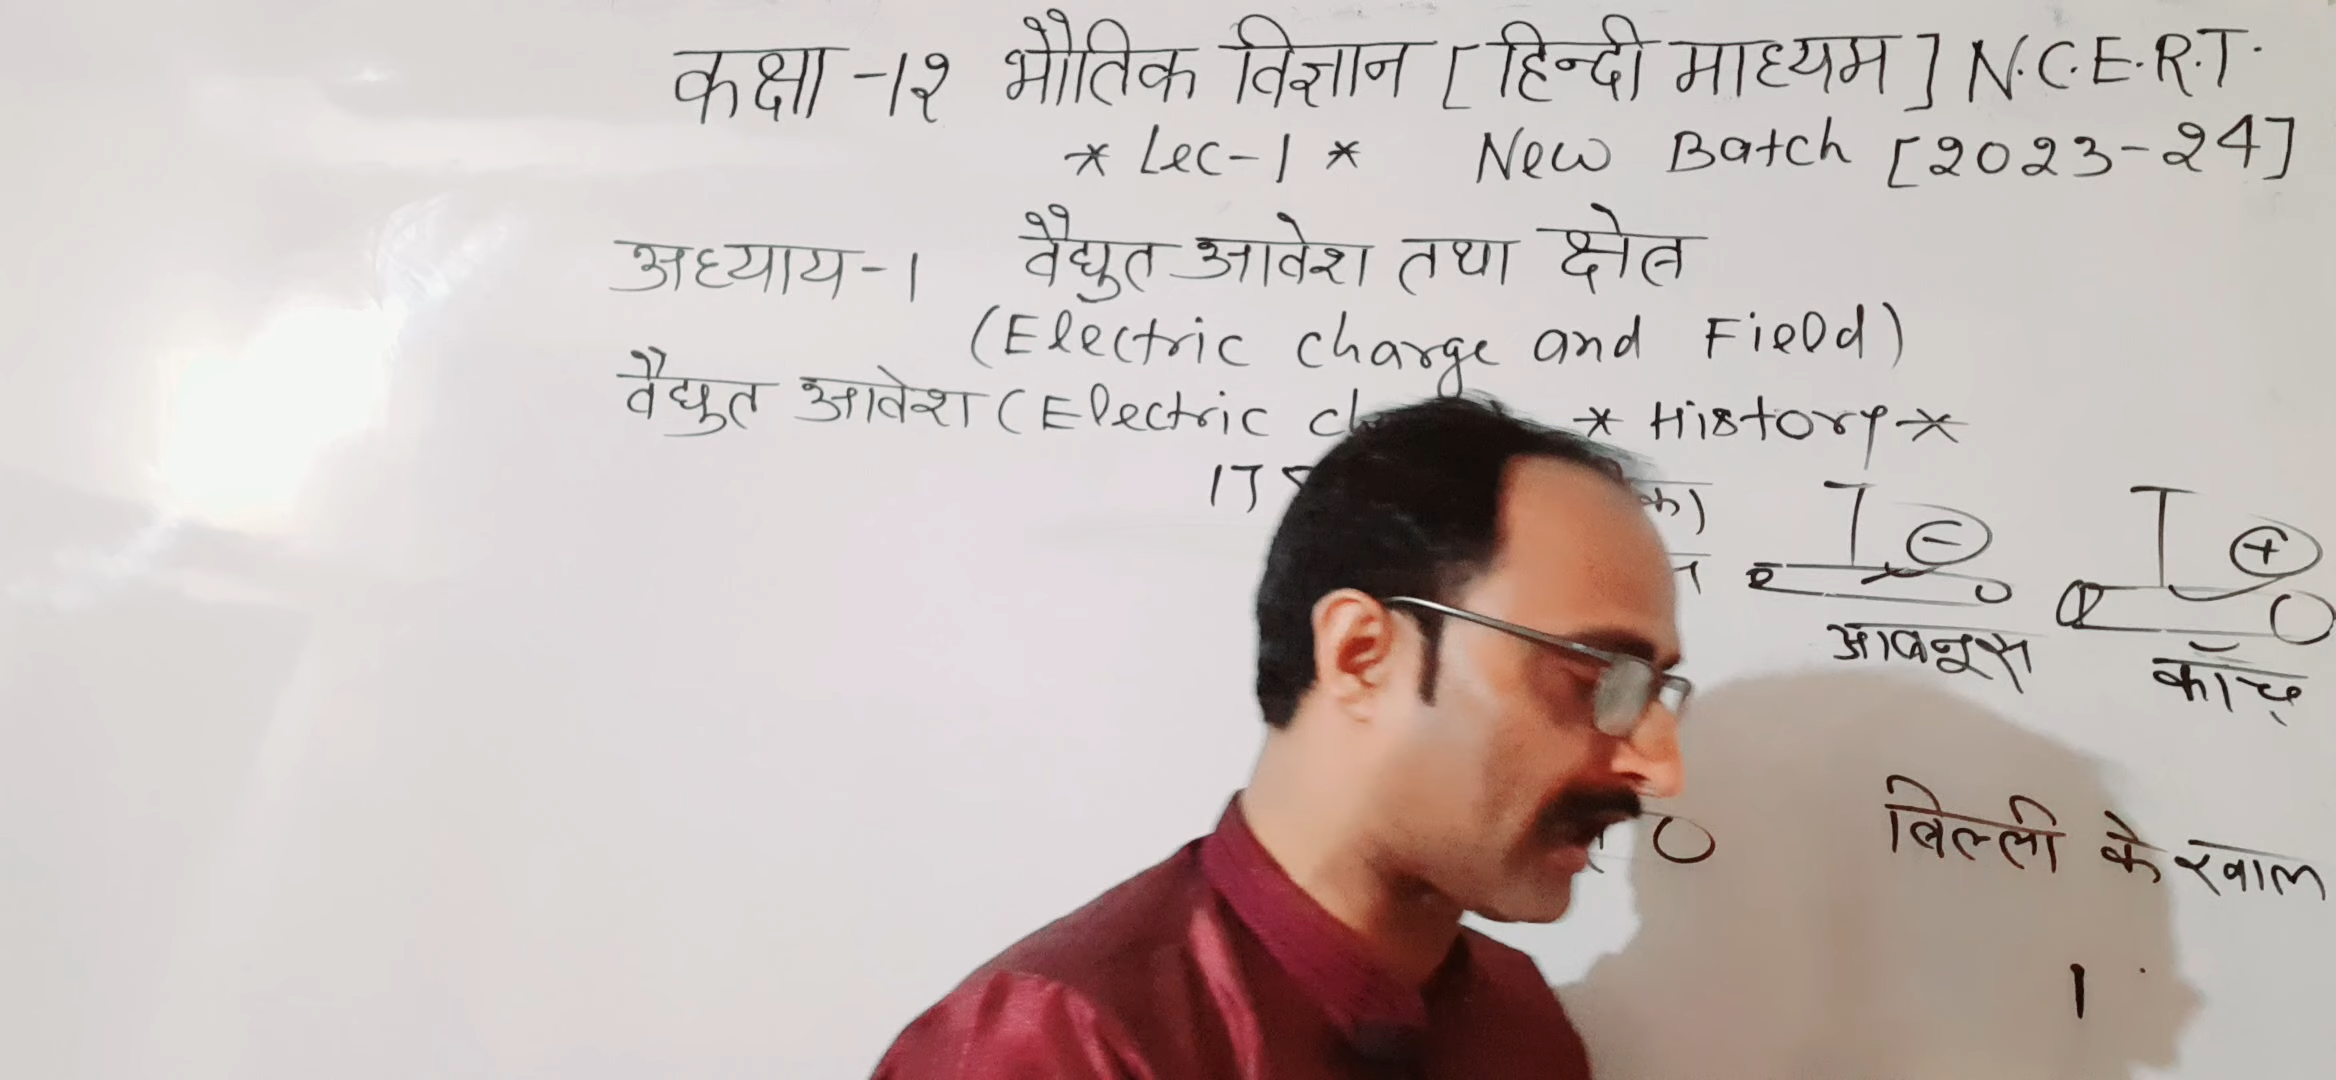 कक्षा -१२ भौतिक विज्ञान [हिन्दी माध्यम] N.C.E.R.T.
* Lec-1 * New Batch [2023-24]
अध्याय-1 वैद्युत आवेश तथा क्षेत्र
(Electric charge and Field)
वैद्युत आवेश (Electric * History *
- +
आबनूस काँच
बिल्ली के खाल